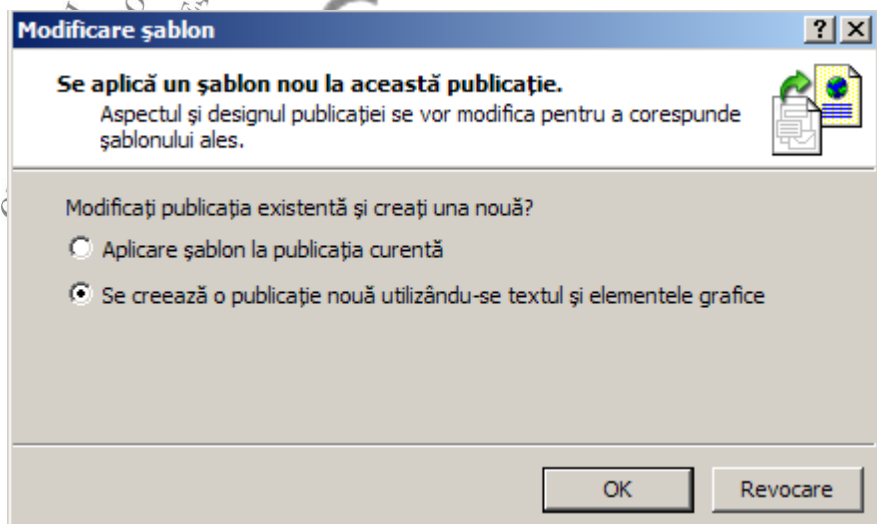 Modificare şablon
Se aplică un şablon nou la această publicaţie.
Aspectul şi designul publicaţiei se vor modifica pentru a corespunde
şablonului ales.
Modificaţi publicaţia existentă şi creaţi una nouă?
Aplicare şablon la publicaţia curentă
Se creează o publicaţie nouă utilizându-se textul şi elementele grafice
OK
Revocare